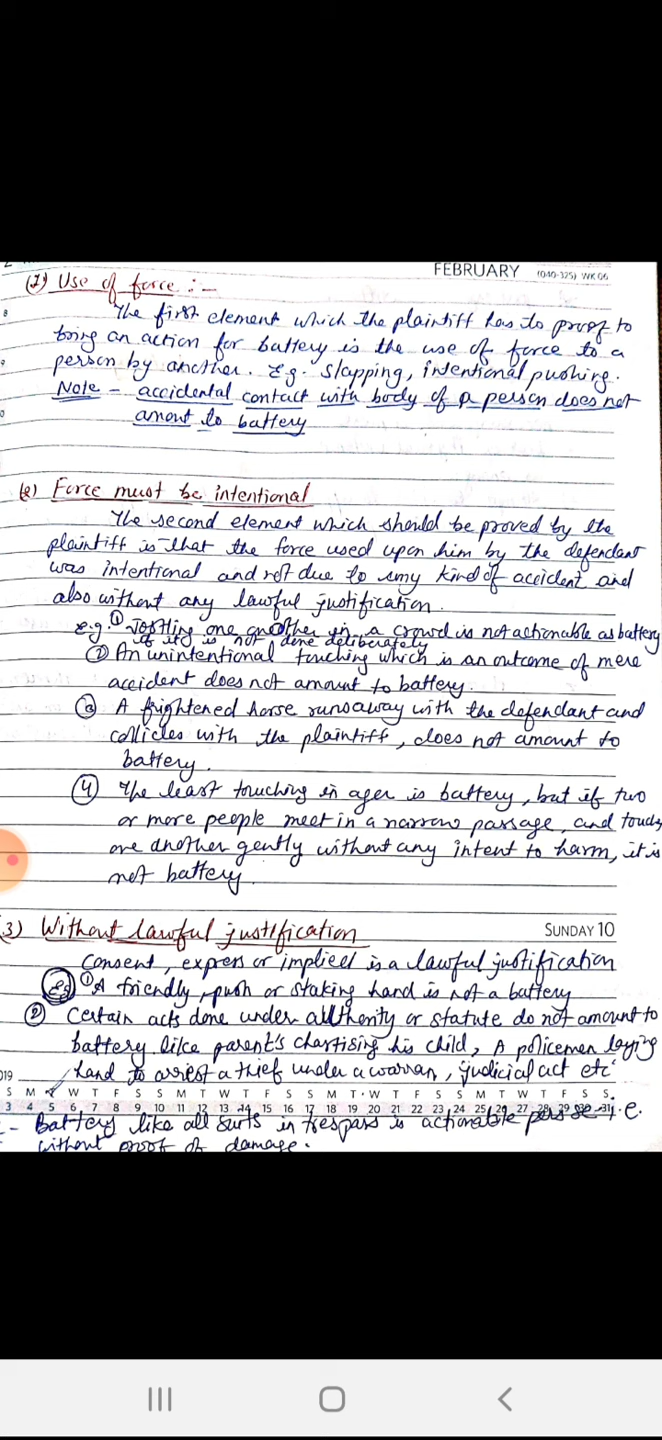 FEBRUARY (040-325) WK 06
(1) Use of force :-
8
The first element which the plaintiff has to proof to
bring an action for battery is the use of force to a
9
person by another. Eg. slapping, intentional pushing.
Note - accidental contact with body of a person does not
0
amont to battery
(2) Force must be intentional
The second element which should be proved by the
plaintiff is that the force used upon him by the defendant
was intentional and not due to any kind of accident and
also without any lawful justification.
e.g. ① Jostling one another in a crowd is not actionable as battery
if it is not done deliberately
② An unintentional touching which is an outcome of mere
accident does not amount to battery.
③ A frightened horse runsaway with the defendant and
collicles with the plaintiff, does not amount to
battery.
④ The least touching in ager is battery, but if two
or more people meet in a narrow passage, and touch
one another gently without any intent to harm, it is
not battery.
3) Without lawful justification
SUNDAY 10
Consent, express or implied is a lawful justification
Eg ① A friendly push or staking hand is not a battery
② Certain acts done under authority or statute do not amount to
battery like parent's chastising his child, A policemen laying
019 hand to arrest a thief under a warran, judicial act etc
S M T W T F S S M T W T F S S M T W T F S S M T W T F S S
3 4 5 6 7 8 9 10 11 12 13 14 15 16 17 18 19 20 21 22 23 24 25 26 27 28 29 30 31
- Battery like all surts in trespass is actionable per se i.e.
without proof of damage.